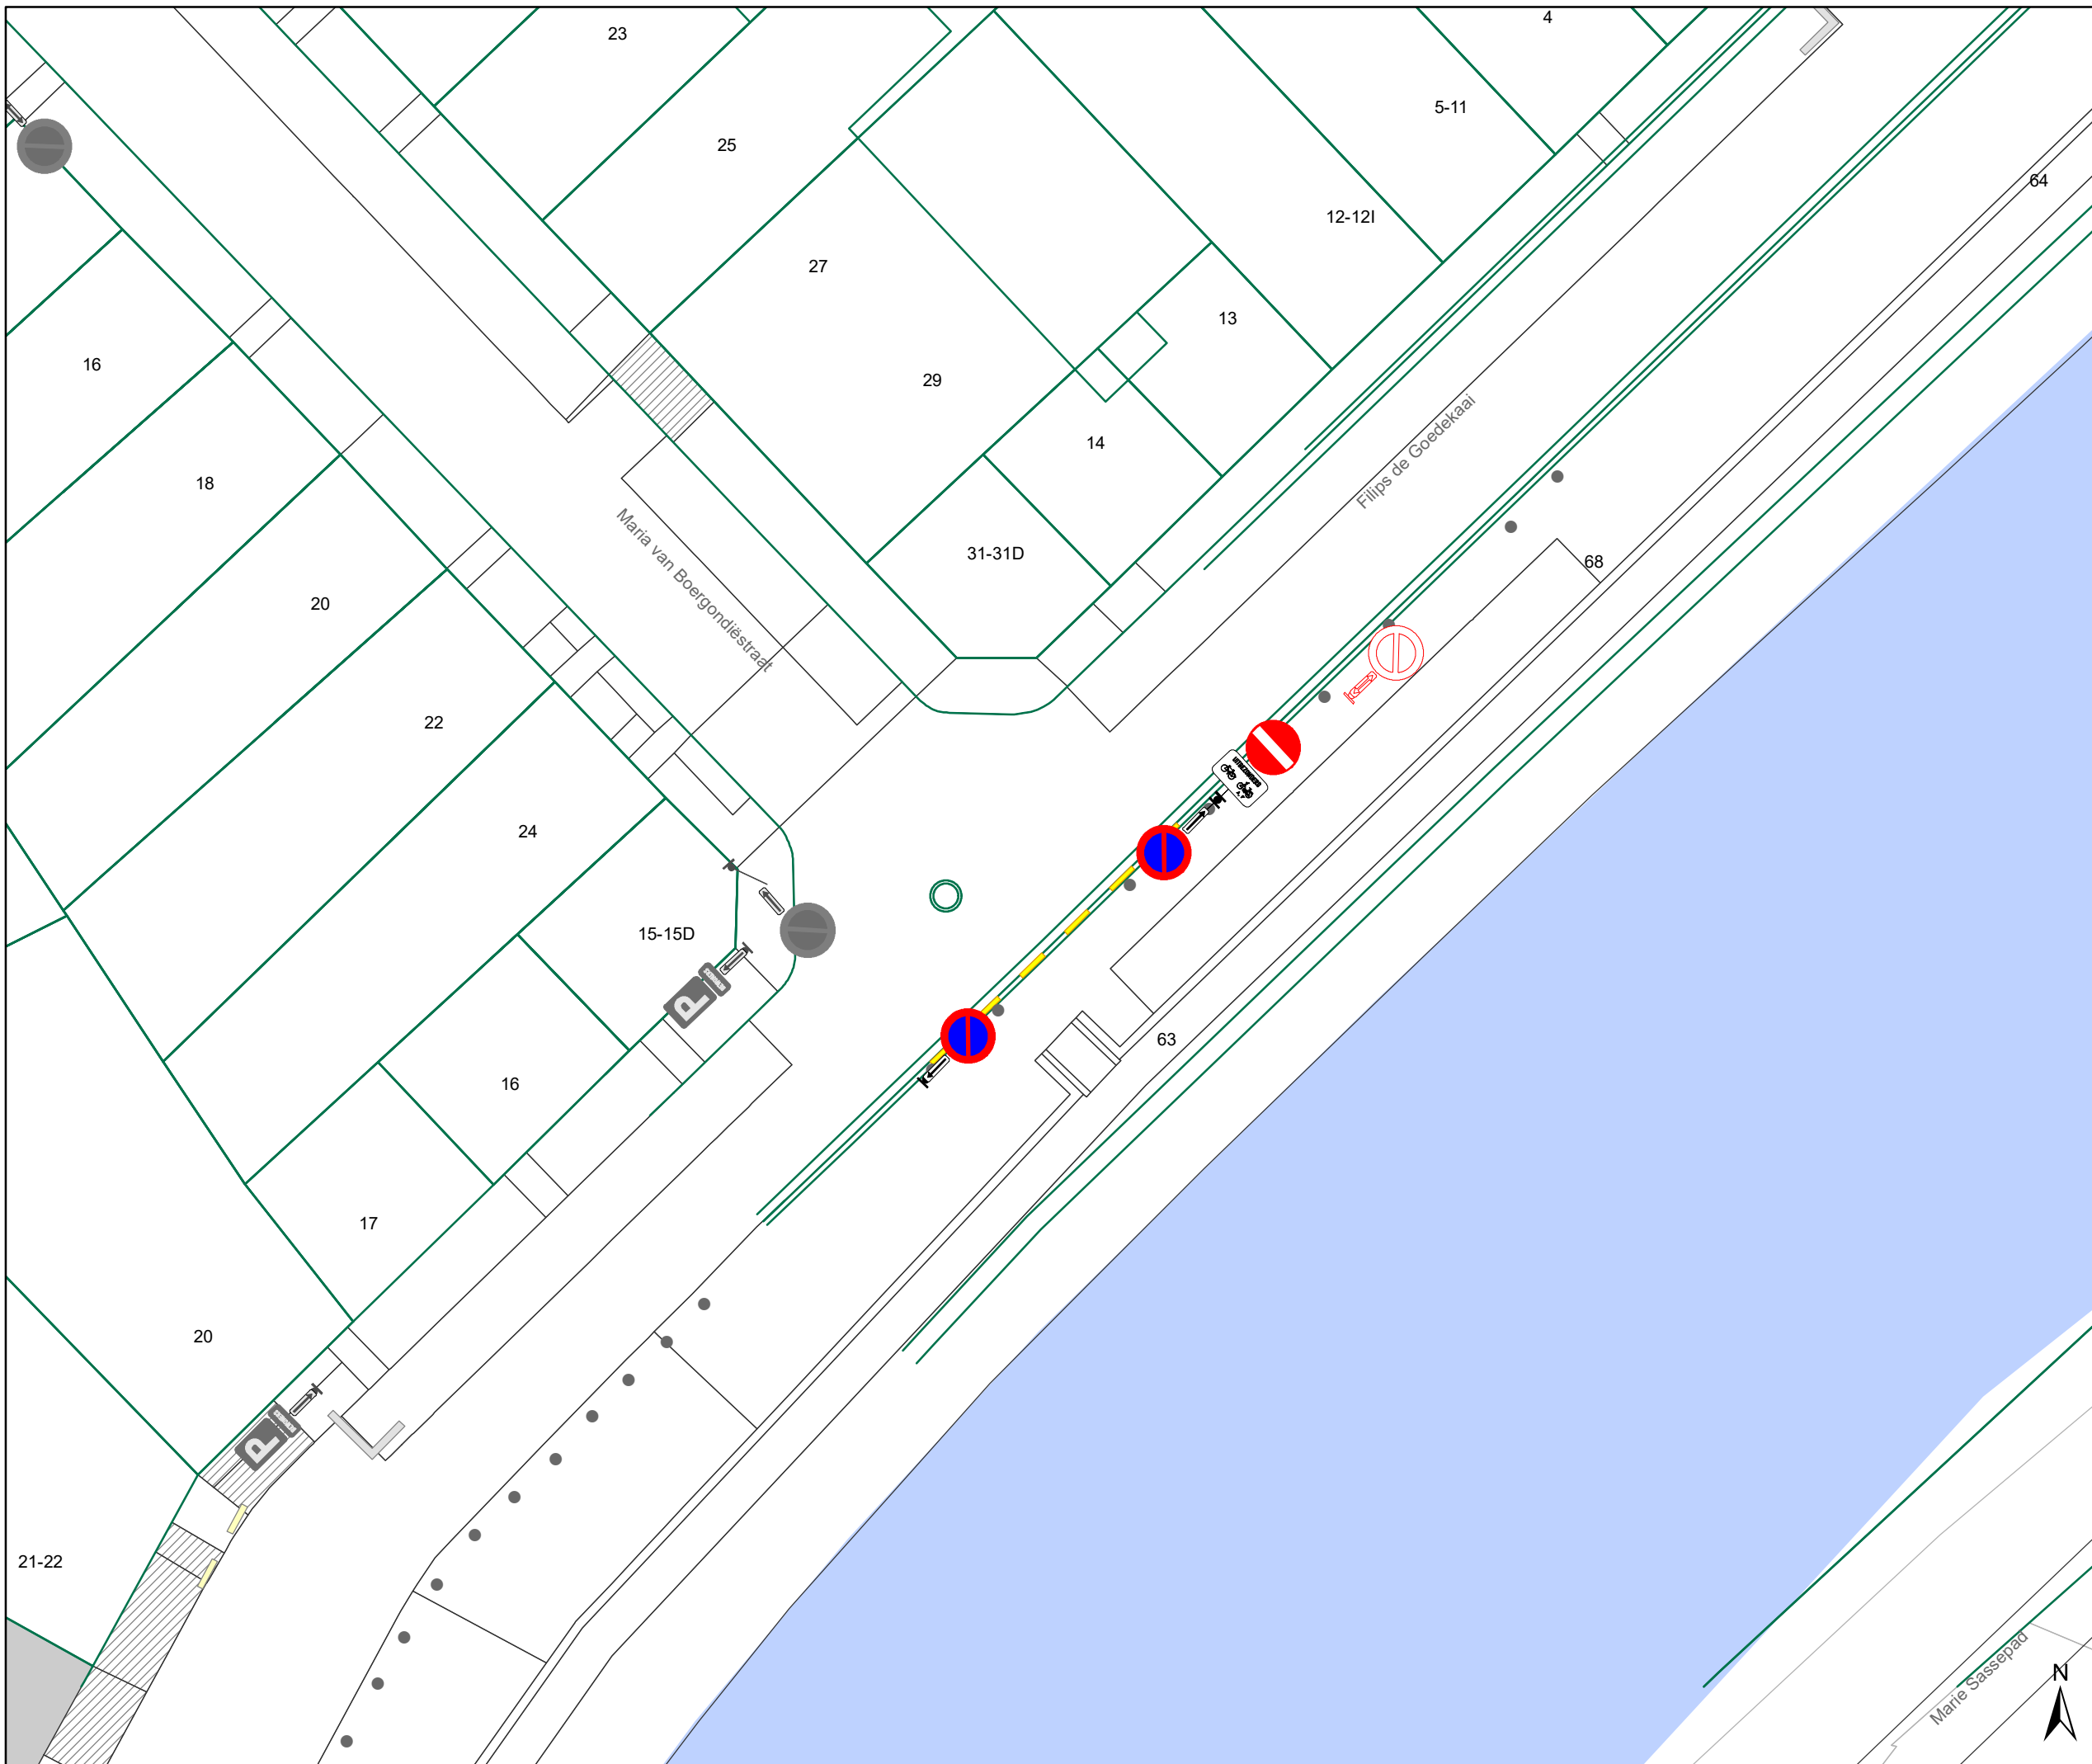 4
23
5-11
25
64
12-12I
27
13
16
29
Filips de Goedekaai
14
18
Maria van Boergondiëstraat
31-31D
68
20
22
24
15-15D
P
63
16
17
20
P
21-22
Marie Sassepad
N